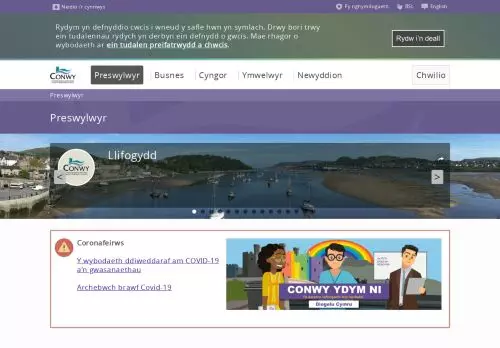 Neidio i'r cynnwys
Fy nghymdogaeth
BSL
English
Rydym yn defnyddio cwcis i wneud y safle hwn yn symlach. Drwy bori trwy
ein tudalennau rydych yn derbyn ein defnydd o gwcis. Mae rhagor o
wybodaeth ar ein tudalen preifatrwydd a chwcis.
Rydw i'n deall
CONWY
Preswylwyr
Busnes
Cyngor
Ymwelwyr
Newyddion
Chwilio
Preswylwyr
Preswylwyr
CONWY
Llifogydd
<
>
Coronafeirws
Y wybodaeth ddiweddaraf am COVID-19
a'n gwasanaethau
Archebwch brawf Covid-19
CONWY YDYM NI
Diogelu Cymru